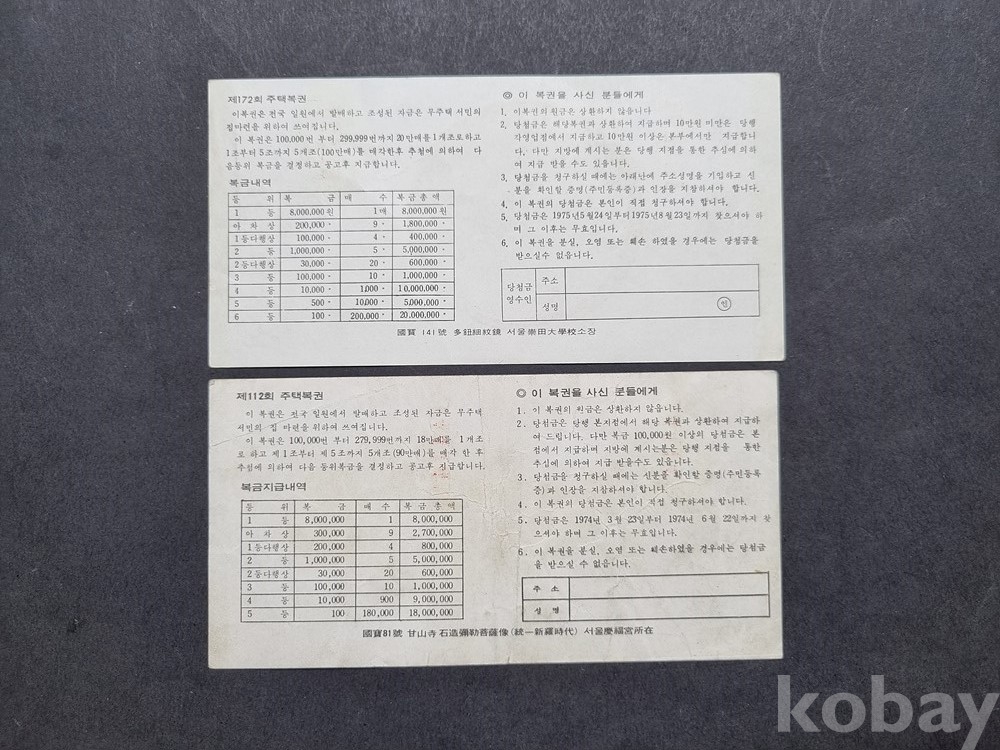 제172회 주택복권
이복권은 전국 일원에서 발매하고 조성된 자금은 무주택 서민의
집마련을 위하여 쓰여집니다.
이 복권은 100,000번 부터 299,999번까지 20만매를 1개조로하고
1조부터 5조까지 5개조(100만매)를 매각한후 추첨에 의하여 다
음등위 복금을 결정하고 공고후 지급합니다.
복금내역
등 위 복 금 매 수 복금총액
1 등 8,000,000원 1매 8,000,000원
아차상 200,000〃 9〃 1,800,000〃
1등다행상 100,000〃 4〃 400,000〃
2 등 1,000,000〃 5〃 5,000,000〃
2등다행상 30,000〃 20〃 600,000〃
3 등 100,000〃 10〃 1,000,000〃
4 등 10,000〃 1,000〃 10,000,000〃
5 등 500〃 10,000〃 5,000,000〃
6 등 100〃 200,000〃 20,000,000〃
◎ 이 복권을 사신 분들에게
1. 이복권의 원금은 상환하지 않읍니다
2. 당첨금은 해당복권과 상환하여 지급하며 10만원 미만은 당행
각영업점에서 지급하고 10만원 이상은 본부에서만 지급합니
다. 다만 지방에 계시는 분은 당행 지점을 통한 추심에 의하
여 지급 받을 수도 있읍니다.
3. 당첨금을 청구하실 때에는 아래난에 주소성명을 기입하고 신
분을 확인할 증명(주민등록증)과 인장을 지참하셔야 합니다.
4. 이 복권의 당첨금은 본인이 직접 청구하셔야 합니다.
5. 당첨금은 1975년5월24일부터1975년8월23일까지 찾으셔야 하
며 그 이후는 무효입니다.
6. 이 복권을 분실, 오염 또는 훼손 하였을 경우에는 당첨금을
받으실수 없읍니다.
당첨금 영수인
주소
성명 인
國寶 141號 多鈕細紋鏡 서울崇田大學校소장
제112회 주택복권
이 복권은 전국 일원에서 발매하고 조성된 자금은 무주택
서민의 집 마련을 위하여 쓰여집니다.
이 복권은 100,000번 부터 279,999번까지 18만매를 1개조
로 하고 제1조부터 제5조까지 5개조(90만매)를 매각 한 후
추첨에 의하여 다음 등위복금을 결정하고 공고후 지급합니다.
복금지급내역
등 위 복 금 매 수 복금총액
1 등 8,000,000 1 8,000,000
아차상 300,000 9 2,700,000
1등다행상 200,000 4 800,000
2 등 1,000,000 5 5,000,000
2등다행상 30,000 20 600,000
3 등 100,000 10 1,000,000
4 등 10,000 900 9,000,000
5 등 100 180,000 18,000,000
◎ 이 복권을 사신 분들에게
1. 이 복권의 원금은 상환하지 않읍니다.
2. 당첨금은 당행 본지점에서 해당 복권과 상환하여 지급하
여 드립니다. 다만 복금 100,000원 이상의 당첨금은 본
점에서 지급하며 지방에 계시는분은 당행 지점을 통한
추심에 의하여 지급 받을수도 있읍니다.
3. 당첨금을 청구하실 때에는 신분을 확인할 증명(주민등록
증)과 인장을 지참하셔야 합니다.
4. 이 복권의 당첨금은 본인이 직접 청구하셔야 합니다.
5. 당첨금은 1974년 3월 23일부터 1974년 6월 22일까지 찾
으셔야 하며 그 이후는 무효입니다.
6. 이 복권을 분실, 오염 또는 훼손하였을 경우에는 당첨금
을 받으실 수 없읍니다.
주 소
성 명
國寶81號 甘山寺 石造彌勒菩薩像(統一新羅時代) 서울慶福宮所在
kobay